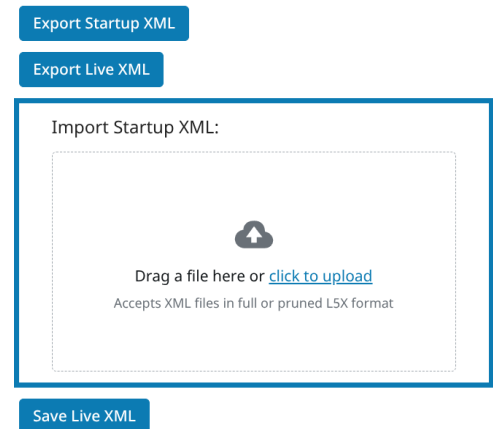 Export Startup XML
Export Live XML
Import Startup XML:
Drag a file here or click to upload
Accepts XML files in full or pruned L5X format
Save Live XML